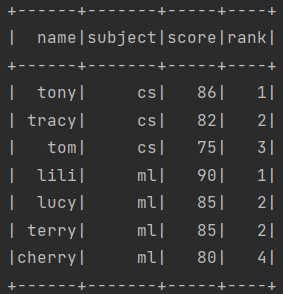 +------+-------+-----+----+
|  name|subject|score|rank|
+------+-------+-----+----+
|  tony|     cs|   86|   1|
| tracy|     cs|   82|   2|
|   tom|     cs|   75|   3|
|  lili|     ml|   90|   1|
|  lucy|     ml|   85|   2|
| terry|     ml|   85|   2|
|cherry|     ml|   80|   4|
+------+-------+-----+----+